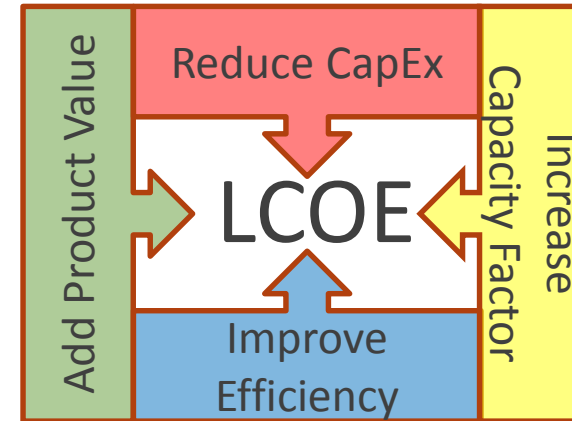 Reduce CapEx
Add Product Value
LCOE
Increase
Capacity Factor
Improve
Efficiency